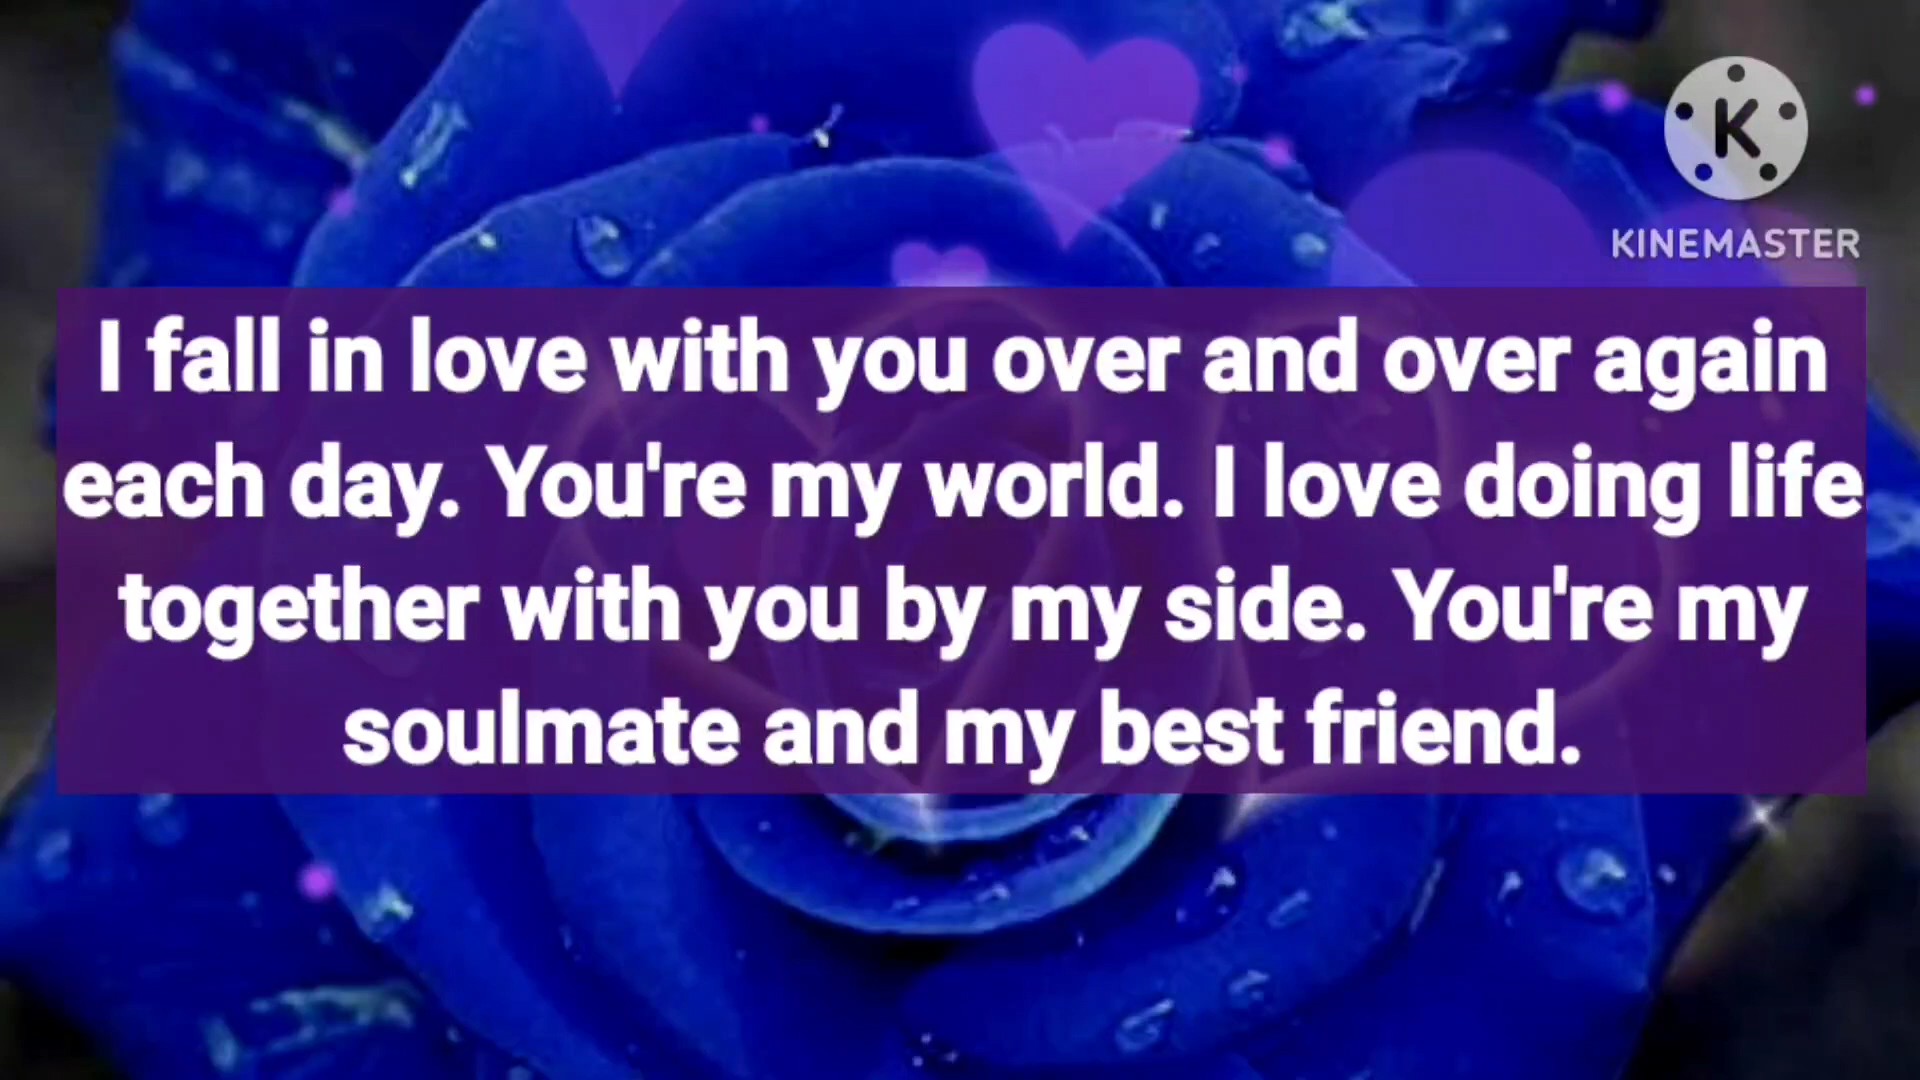 K
KINEMASTER
I fall in love with you over and over again
each day. You're my world. I love doing life
together with you by my side. You're my
soulmate and my best friend.